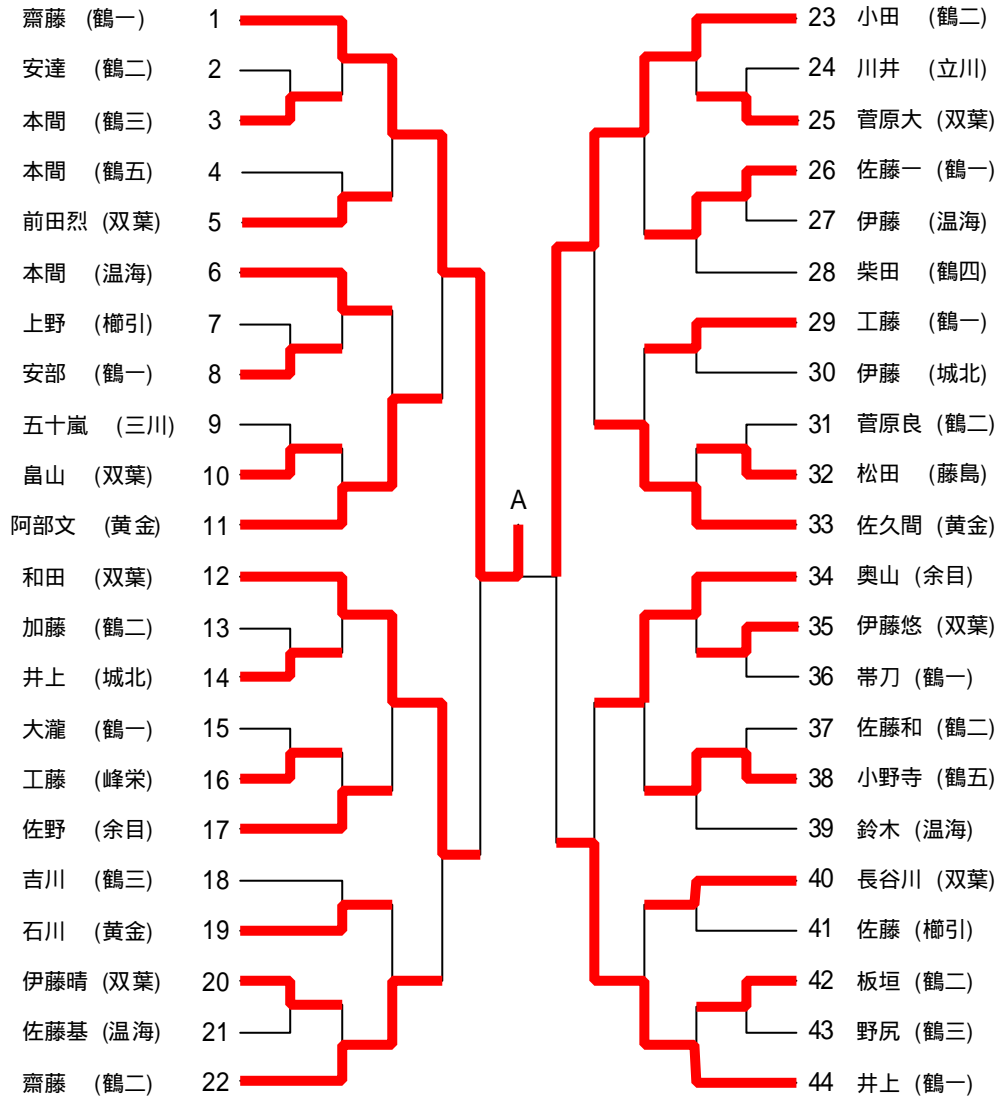 齋藤 (鶴一) 1
安達 (鶴二) 2
本間 (鶴三) 3
本間 (鶴五) 4
前田烈 (双葉) 5
本間 (温海) 6
上野 (櫛引) 7
安部 (鶴一) 8
五十嵐 (三川) 9
畠山 (双葉) 10
阿部文 (黄金) 11
和田 (双葉) 12
加藤 (鶴二) 13
井上 (城北) 14
大瀧 (鶴一) 15
工藤 (峰栄) 16
佐野 (余目) 17
吉川 (鶴三) 18
石川 (黄金) 19
伊藤晴 (双葉) 20
佐藤基 (温海) 21
齋藤 (鶴二) 22
A
23 小田 (鶴二)
24 川井 (立川)
25 菅原大 (双葉)
26 佐藤一 (鶴一)
27 伊藤 (温海)
28 柴田 (鶴四)
29 工藤 (鶴一)
30 伊藤 (城北)
31 菅原良 (鶴二)
32 松田 (藤島)
33 佐久間 (黄金)
34 奥山 (余目)
35 伊藤悠 (双葉)
36 帯刀 (鶴一)
37 佐藤和 (鶴二)
38 小野寺 (鶴五)
39 鈴木 (温海)
40 長谷川 (双葉)
41 佐藤 (櫛引)
42 板垣 (鶴二)
43 野尻 (鶴三)
44 井上 (鶴一)